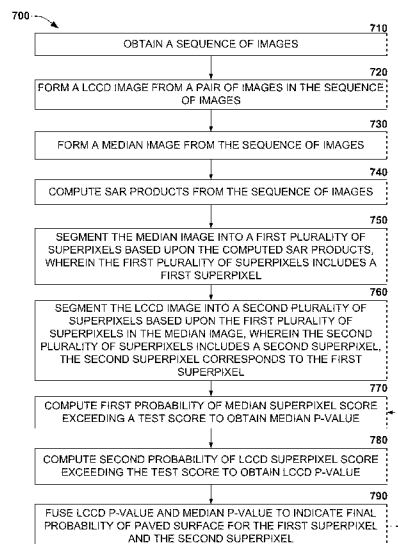 700
710
OBTAIN A SEQUENCE OF IMAGES
720
FORM A LCCD IMAGE FROM A PAIR OF IMAGES IN THE SEQUENCE
OF IMAGES
730
FORM A MEDIAN IMAGE FROM THE SEQUENCE OF IMAGES
740
COMPUTE SAR PRODUCTS FROM THE SEQUENCE OF IMAGES
750
SEGMENT THE MEDIAN IMAGE INTO A FIRST PLURALITY OF
SUPERPIXELS BASED UPON THE COMPUTED SAR PRODUCTS,
WHEREIN THE FIRST PLURALITY OF SUPERPIXELS INCLUDES A
FIRST SUPERPIXEL
760
SEGMENT THE LCCD IMAGE INTO A SECOND PLURALITY OF
SUPERPIXELS BASED UPON THE FIRST PLURALITY OF
SUPERPIXELS IN THE MEDIAN IMAGE, WHEREIN THE SECOND
PLURALITY OF SUPERPIXELS INCLUDES A SECOND SUPERPIXEL,
THE SECOND SUPERPIXEL CORRESPONDS TO THE FIRST
SUPERPIXEL
770
COMPUTE FIRST PROBABILITY OF MEDIAN SUPERPIXEL SCORE
EXCEEDING A TEST SCORE TO OBTAIN MEDIAN P-VALUE
780
COMPUTE SECOND PROBABILITY OF LCCD SUPERPIXEL SCORE
EXCEEDING THE TEST SCORE TO OBTAIN LCCD P-VALUE
790
FUSE LCCD P-VALUE AND MEDIAN P-VALUE TO INDICATE FINAL
PROBABILITY OF PAVED SURFACE FOR THE FIRST SUPERPIXEL
AND THE SECOND SUPERPIXEL